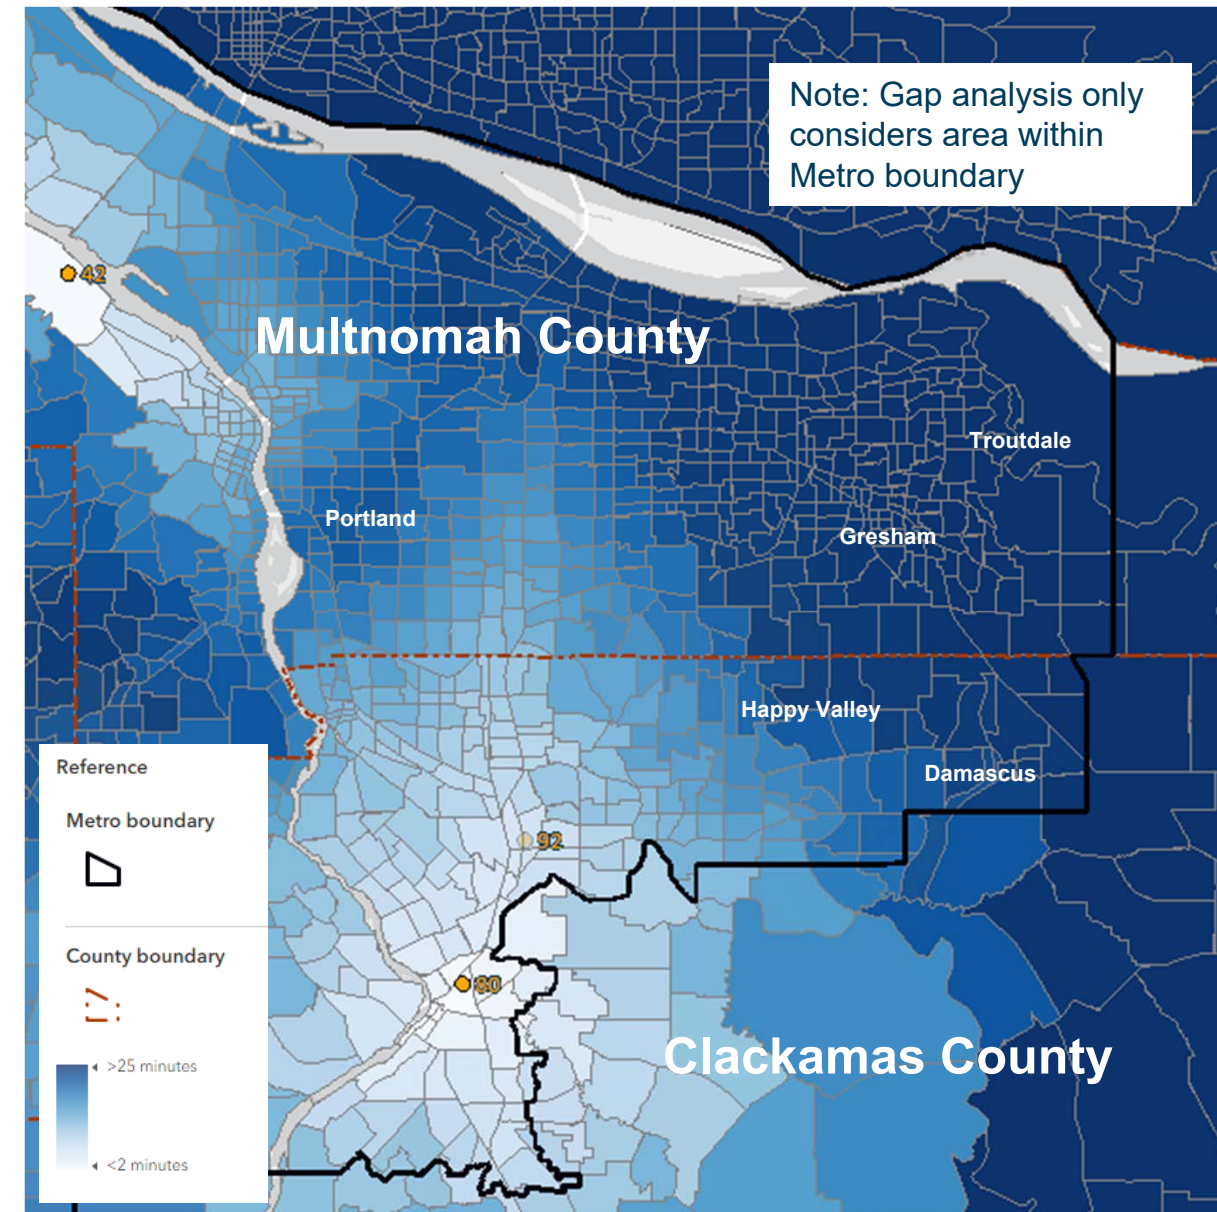 Note: Gap analysis only
considers area within
Metro boundary
42
Multnomah County
Troutdale
Portland
Gresham
Happy Valley
Damascus
Reference
Metro boundary
92
County boundary
80
Clackamas County
>25 minutes
<2 minutes